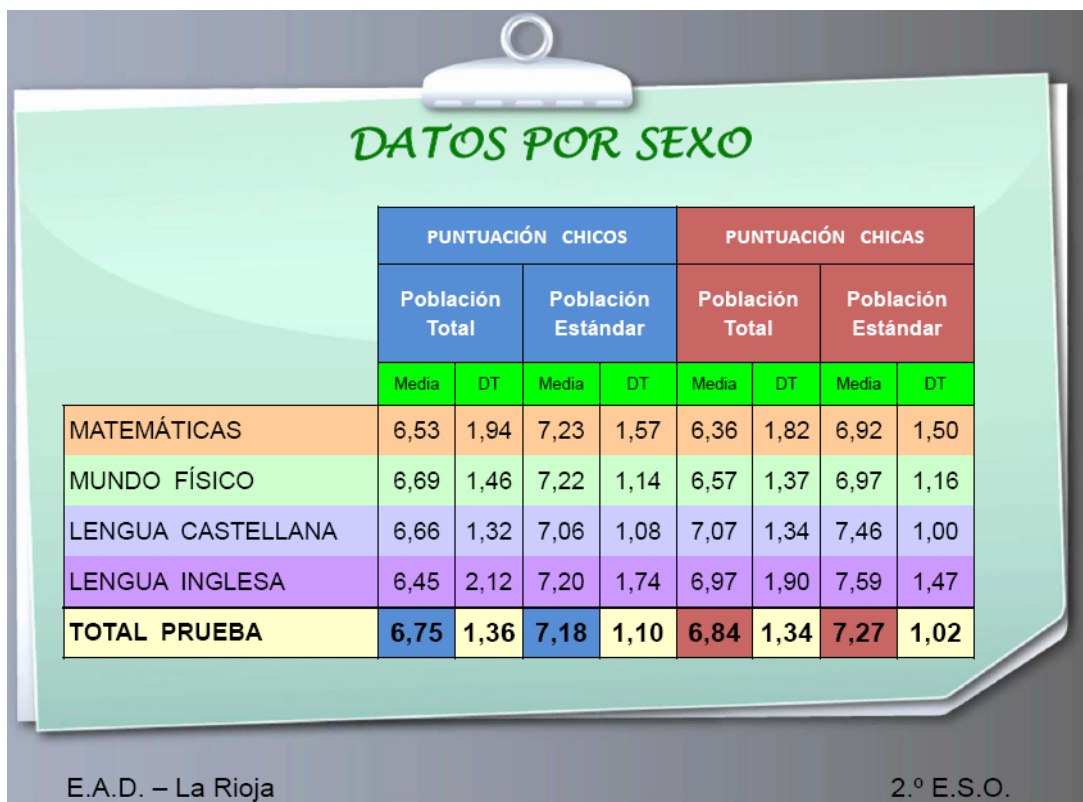 DATOS POR SEXO
PUNTUACIÓN CHICOS PUNTUACIÓN CHICAS
Población Población Población Población
Total Estándar Total Estándar
Media DT Media DT Media DT Media DT
MATEMÁTICAS 6,53 1,94 7,23 1,57 6,36 1,82 6,92 1,50
MUNDO FÍSICO 6,69 1,46 7,22 1,14 6,57 1,37 6,97 1,16
LENGUA CASTELLANA 6,66 1,32 7,06 1,08 7,07 1,34 7,46 1,00
LENGUA INGLESA 6,45 2,12 7,20 1,74 6,97 1,90 7,59 1,47
TOTAL PRUEBA 6,75 1,36 7,18 1,10 6,84 1,34 7,27 1,02
E.A.D. – La Rioja 2.º E.S.O.